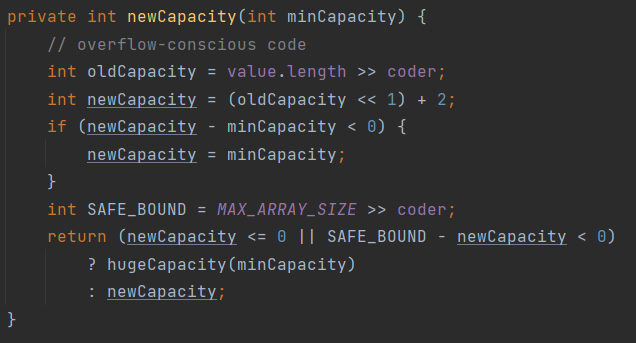 private int newCapacity(int minCapacity) {
    // overflow-conscious code
    int oldCapacity = value.length >> coder;
    int newCapacity = (oldCapacity << 1) + 2;
    if (newCapacity - minCapacity < 0) {
        newCapacity = minCapacity;
    }
    int SAFE_BOUND = MAX_ARRAY_SIZE >> coder;
    return (newCapacity <= 0 || SAFE_BOUND - newCapacity < 0)
        ? hugeCapacity(minCapacity)
        : newCapacity;
}